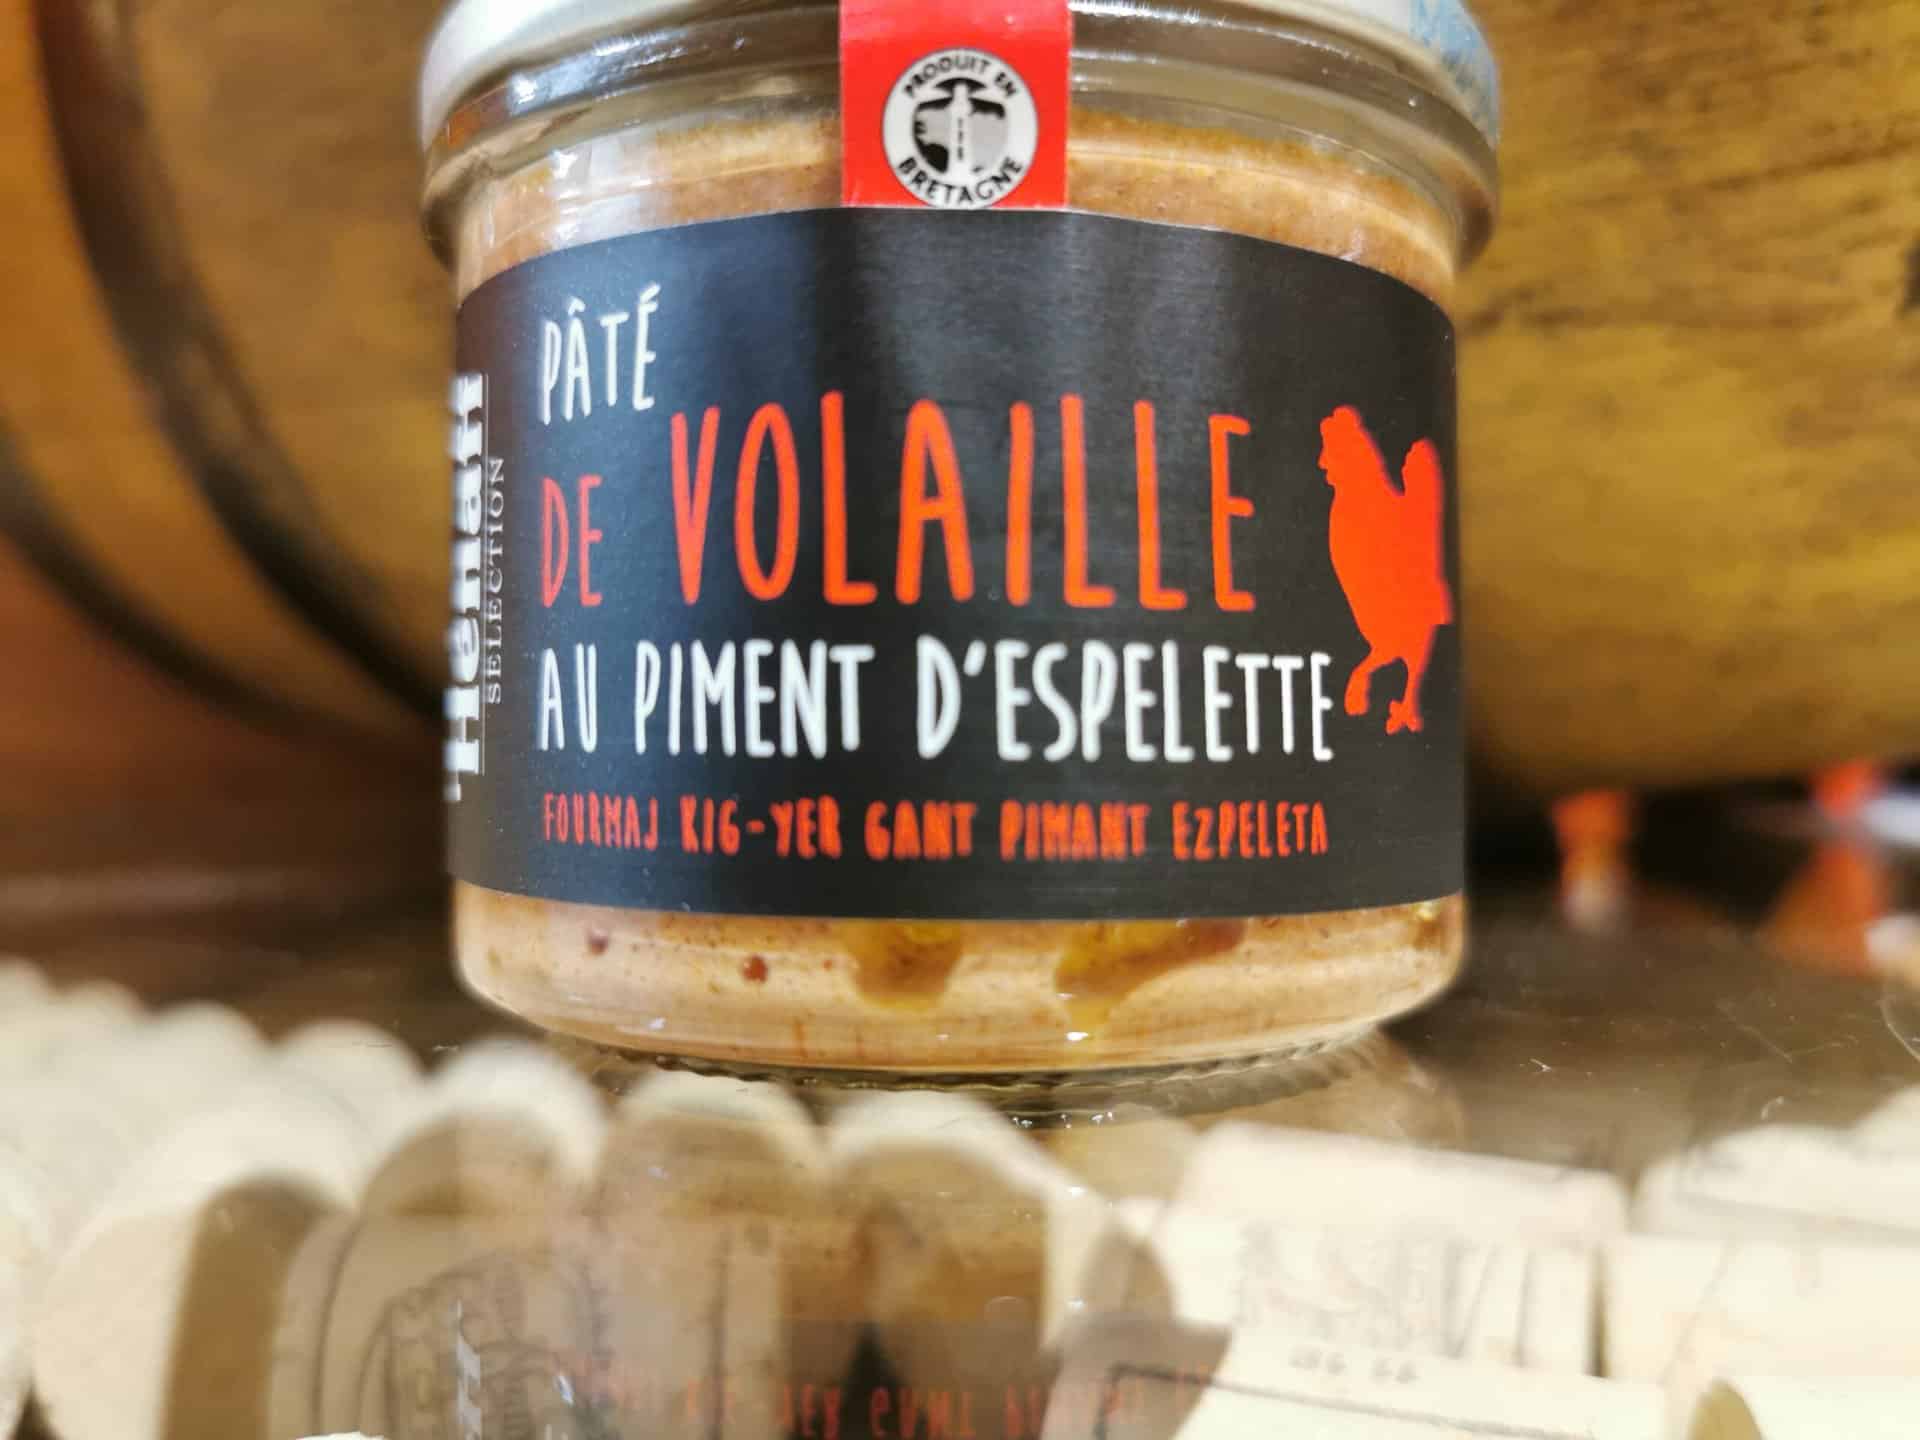 PRODUIT EN
BRETAGNE
Hénaff
SÉLECTION
PÂTÉ
DE VOLAILLE
AU PIMENT D'ESPELETTE
FOURMAJ KIG-YER GANT PIMANT EZPELETA